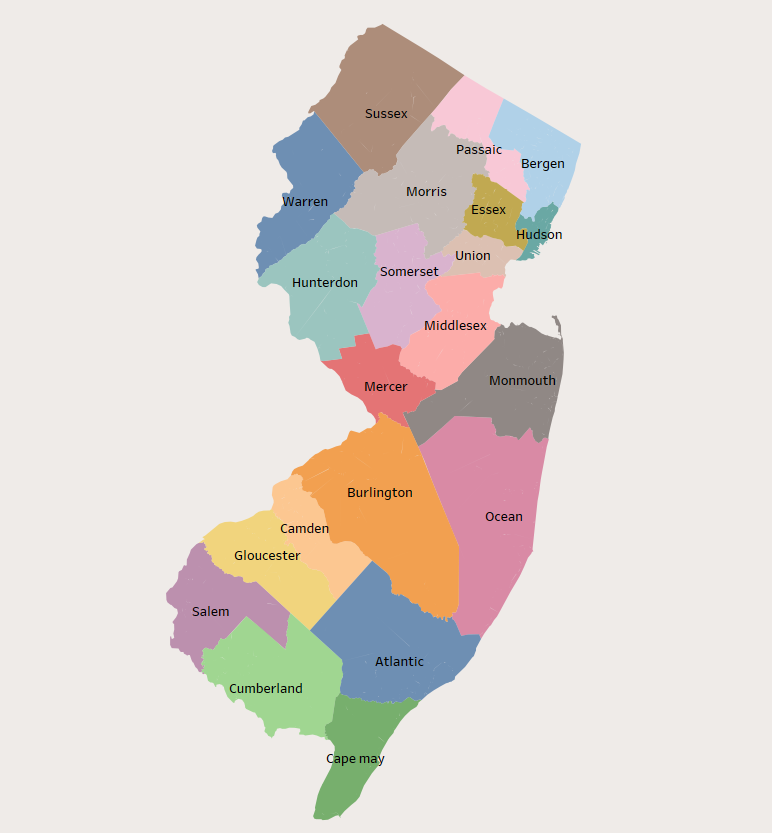 Sussex
Passaic
Bergen
Morris
Warren
Essex
Hudson
Union
Somerset
Hunterdon
Middlesex
Monmouth
Mercer
Burlington
Ocean
Camden
Gloucester
Salem
Atlantic
Cumberland
Cape may